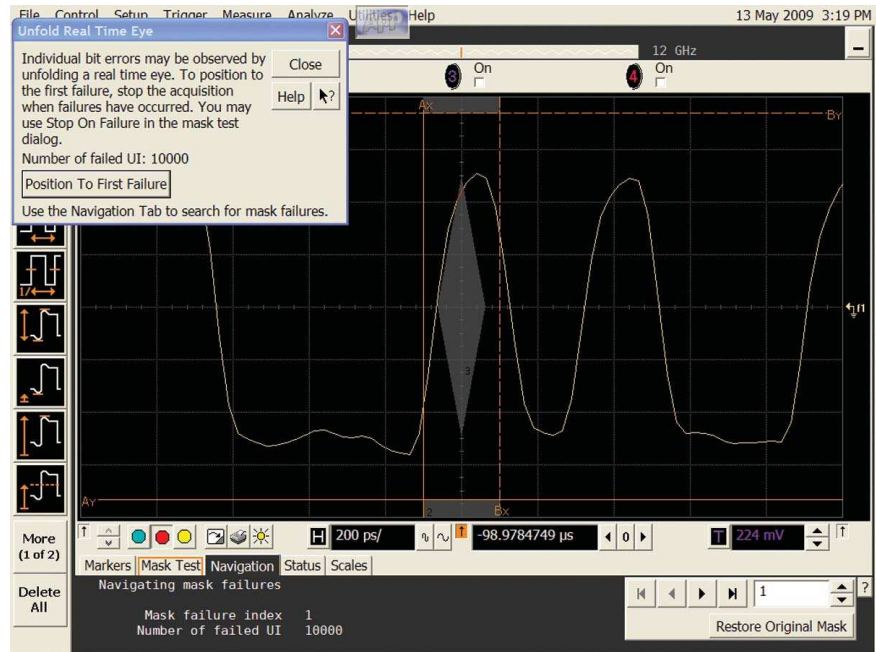 File Control Setup Trigger Measure Analyze Utilities Help 13 May 2009 3:19 PM
Unfold Real Time Eye
Individual bit errors may be observed by
unfolding a real time eye. To position to
the first failure, stop the acquisition
when failures have occurred. You may
use Stop On Failure in the mask test
dialog.
Number of failed UI: 10000
Position To First Failure
Use the Navigation Tab to search for mask failures.
Close
Help
12 GHz
3 On
4 On
Ax
By
3
Ay
2
Bx
1/
More
(1 of 2)
Delete
All
H 200 ps/
-98.9784749 µs
0
T 224 mV
Markers Mask Test Navigation Status Scales
Navigating mask failures
Mask failure index 1
Number of failed UI 10000
1
?
Restore Original Mask